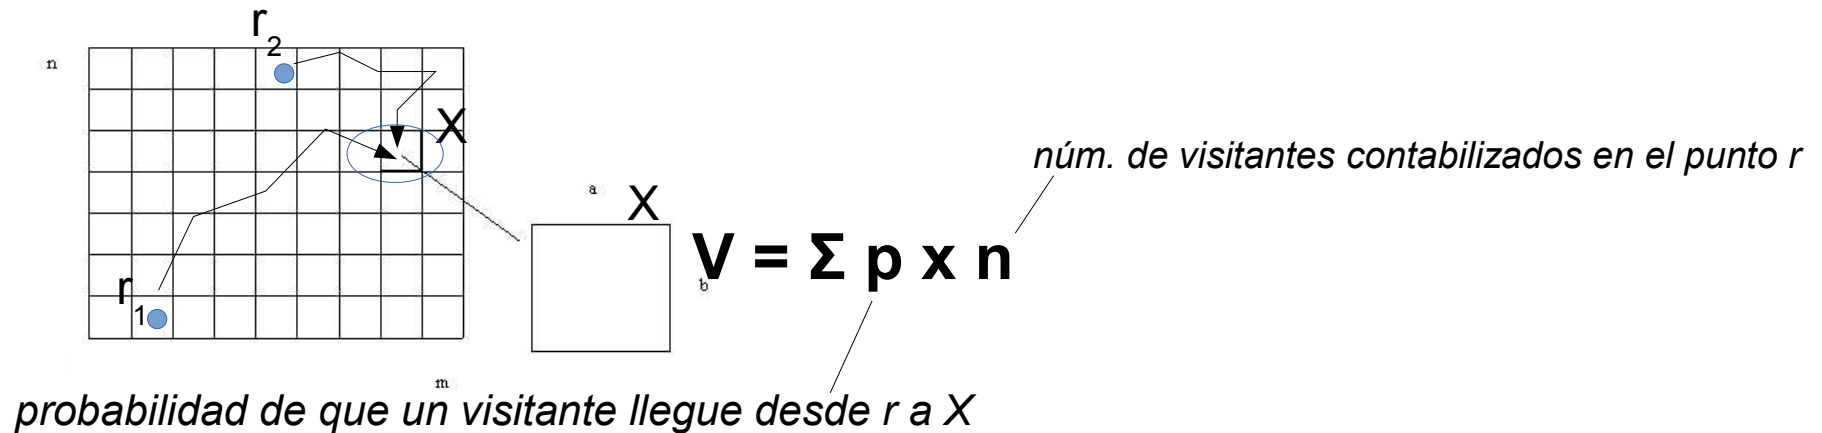 r2
n
X
núm. de visitantes contabilizados en el punto r
a
X
V = Σ p x n
b
r1
m
probabilidad de que un visitante llegue desde r a X